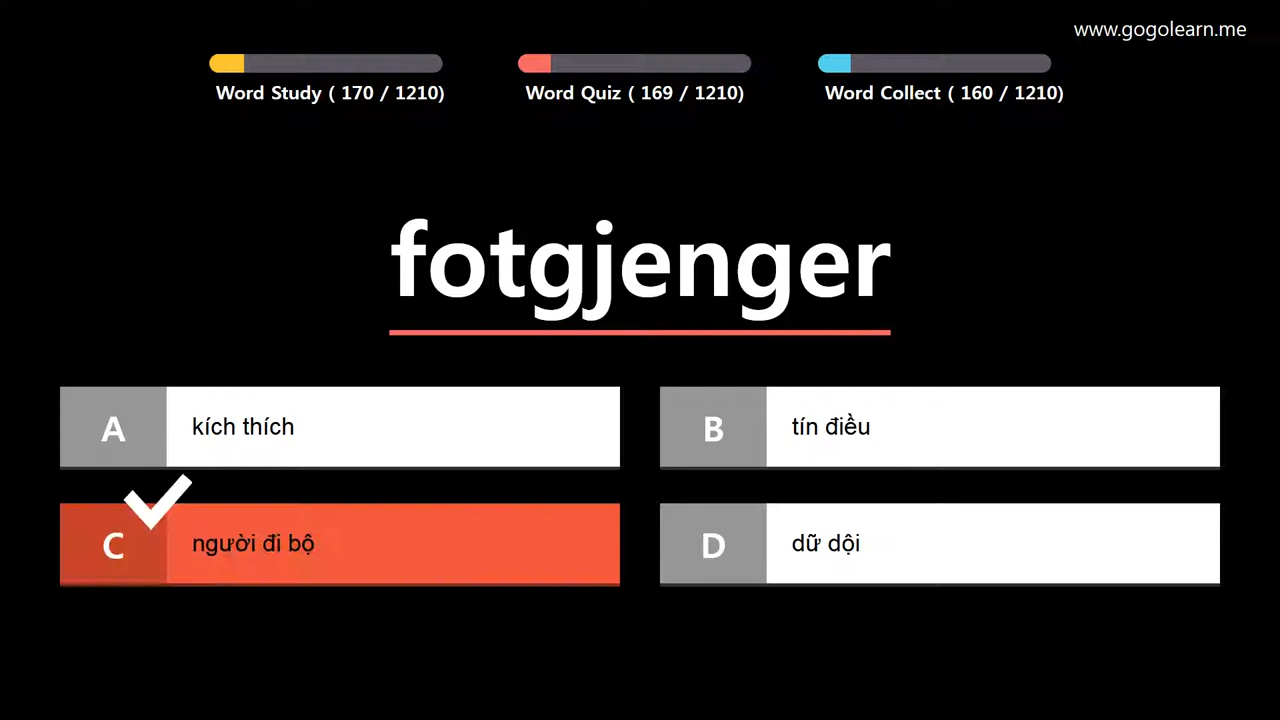 www.gogolearn.me
Word Study ( 170 / 1210)
Word Quiz ( 169 / 1210)
Word Collect ( 160 / 1210)
fotgjenger
A
kích thích
B
tín điều
C
người đi bộ
D
dữ dội